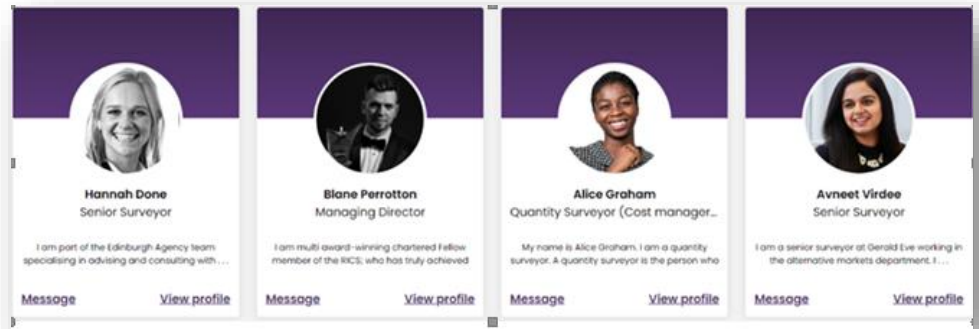 Hannah Done
Senior Surveyor
I am part of the Edinburgh Agency team
specialising in advising and consulting with . . .
Message
View profile
Blane Perrotton
Managing Director
I am multi award-winning chartered Fellow
member of the RICS; who has truly achieved
Message
View profile
Alice Graham
Quantity Surveyor (Cost manager...
My name is Alice Graham. I am a quantity
surveyor. A quantity surveyor is the person who
Message
View profile
Avneet Virdee
Senior Surveyor
I am a senior surveyor at Gerald Eve working in
the alternative markets department. I . . .
Message
View profile